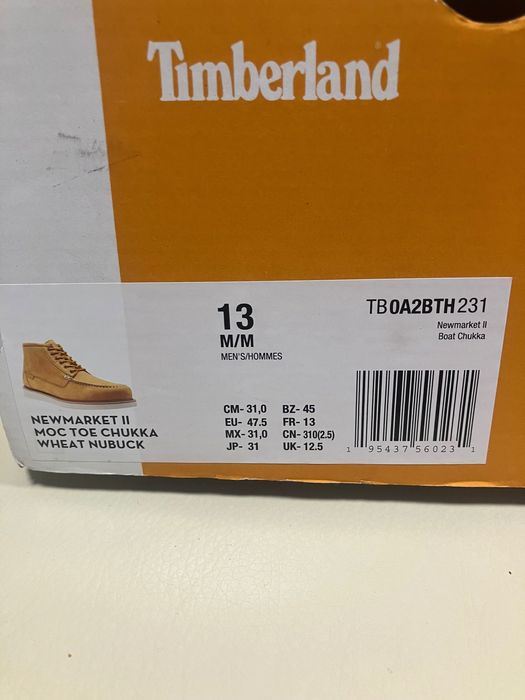 Timberland
13
M/M
MEN'S/HOMMES
TB0A2BTH231
Newmarket II
Boat Chukka
NEWMARKET II
MOC TOE CHUKKA
WHEAT NUBUCK
CM- 31,0 BZ- 45
EU- 47.5 FR- 13
MX- 31,0 CN- 310(2.5)
JP- 31 UK- 12.5
1 95437 56023 1